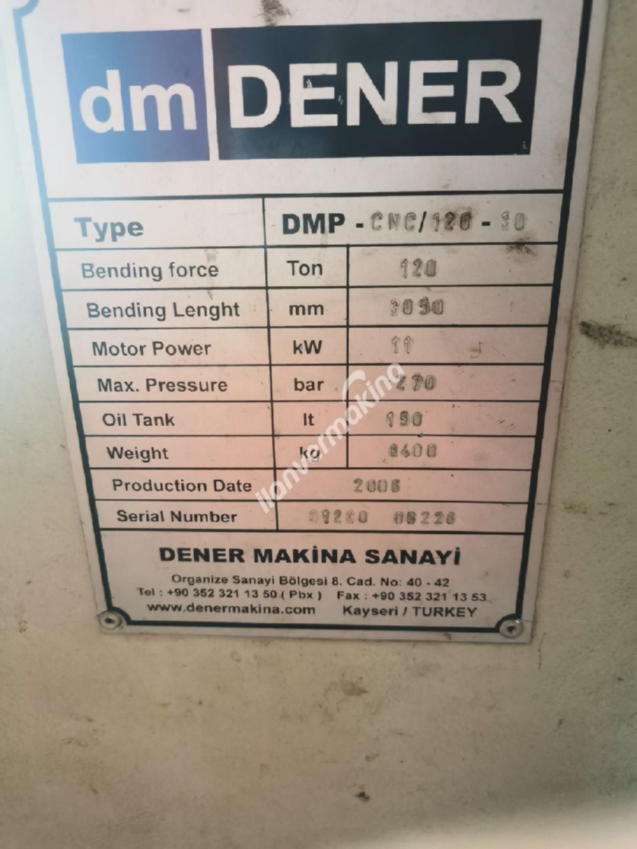 dm DENER
Type DMP - CNC/120 - 30
Bending force Ton 120
Bending Lenght mm 3050
Motor Power kW 11
Max. Pressure bar 270
Oil Tank lt 150
Weight kg
Production Date
Serial Number
DENER MAKİNA SANAYİ
Organize Sanayi Bölgesi 8. Cad. No: 40 - 42
Tel : +90 352 321 13 50 ( Pbx ) Fax : +90 352 321 13 53
www.denermakina.com Kayseri / TURKEY
ilanvermaking